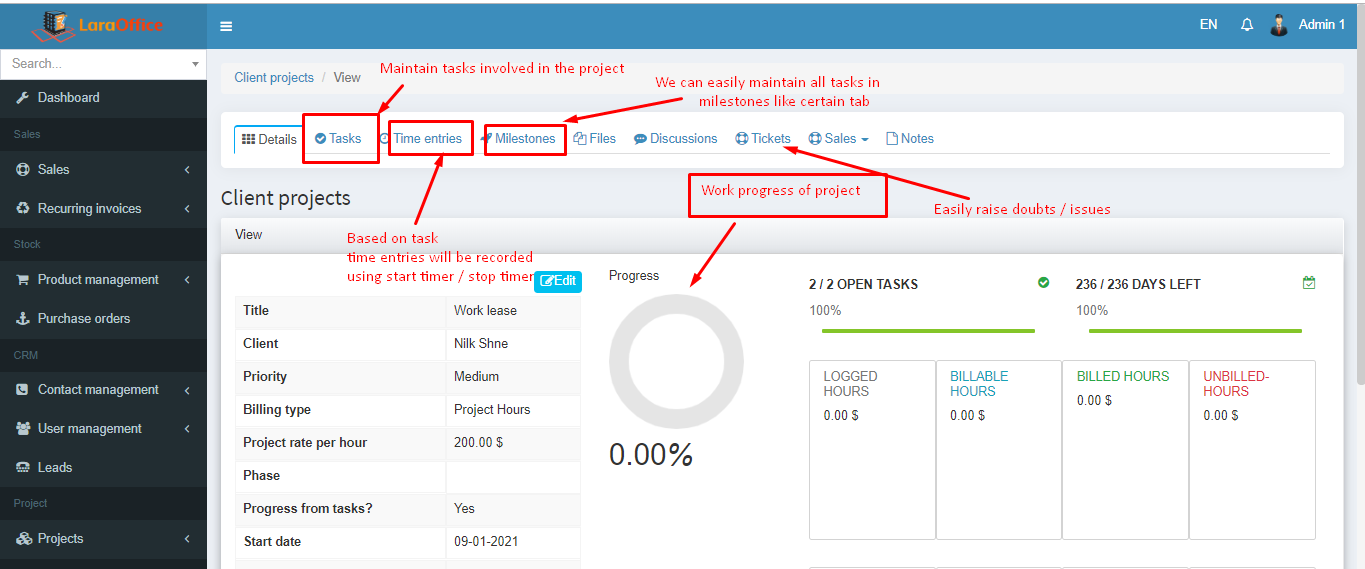 LaraOffice
EN
Admin 1
Search...
Dashboard
Sales
Sales
Recurring invoices
Stock
Product management
Purchase orders
CRM
Contact management
User management
Leads
Project
Projects
Client projects / View
Maintain tasks involved in the project
We can easily maintain all tasks in
milestones like certain tab
Details
Tasks
Time entries
Milestones
Files
Discussions
Tickets
Sales
Notes
Work progress of project
Easily raise doubts / issues
Client projects
View
Based on task
time entries will be recorded
using start timer / stop timer
Edit
Title Work lease
Client Nilk Shne
Priority Medium
Billing type Project Hours
Project rate per hour 200.00 $
Phase
Progress from tasks? Yes
Start date 09-01-2021
Progress
0.00%
2 / 2 OPEN TASKS
100%
236 / 236 DAYS LEFT
100%
LOGGED
HOURS
0.00 $
BILLABLE
HOURS
0.00 $
BILLED HOURS
0.00 $
UNBILLED-
HOURS
0.00 $